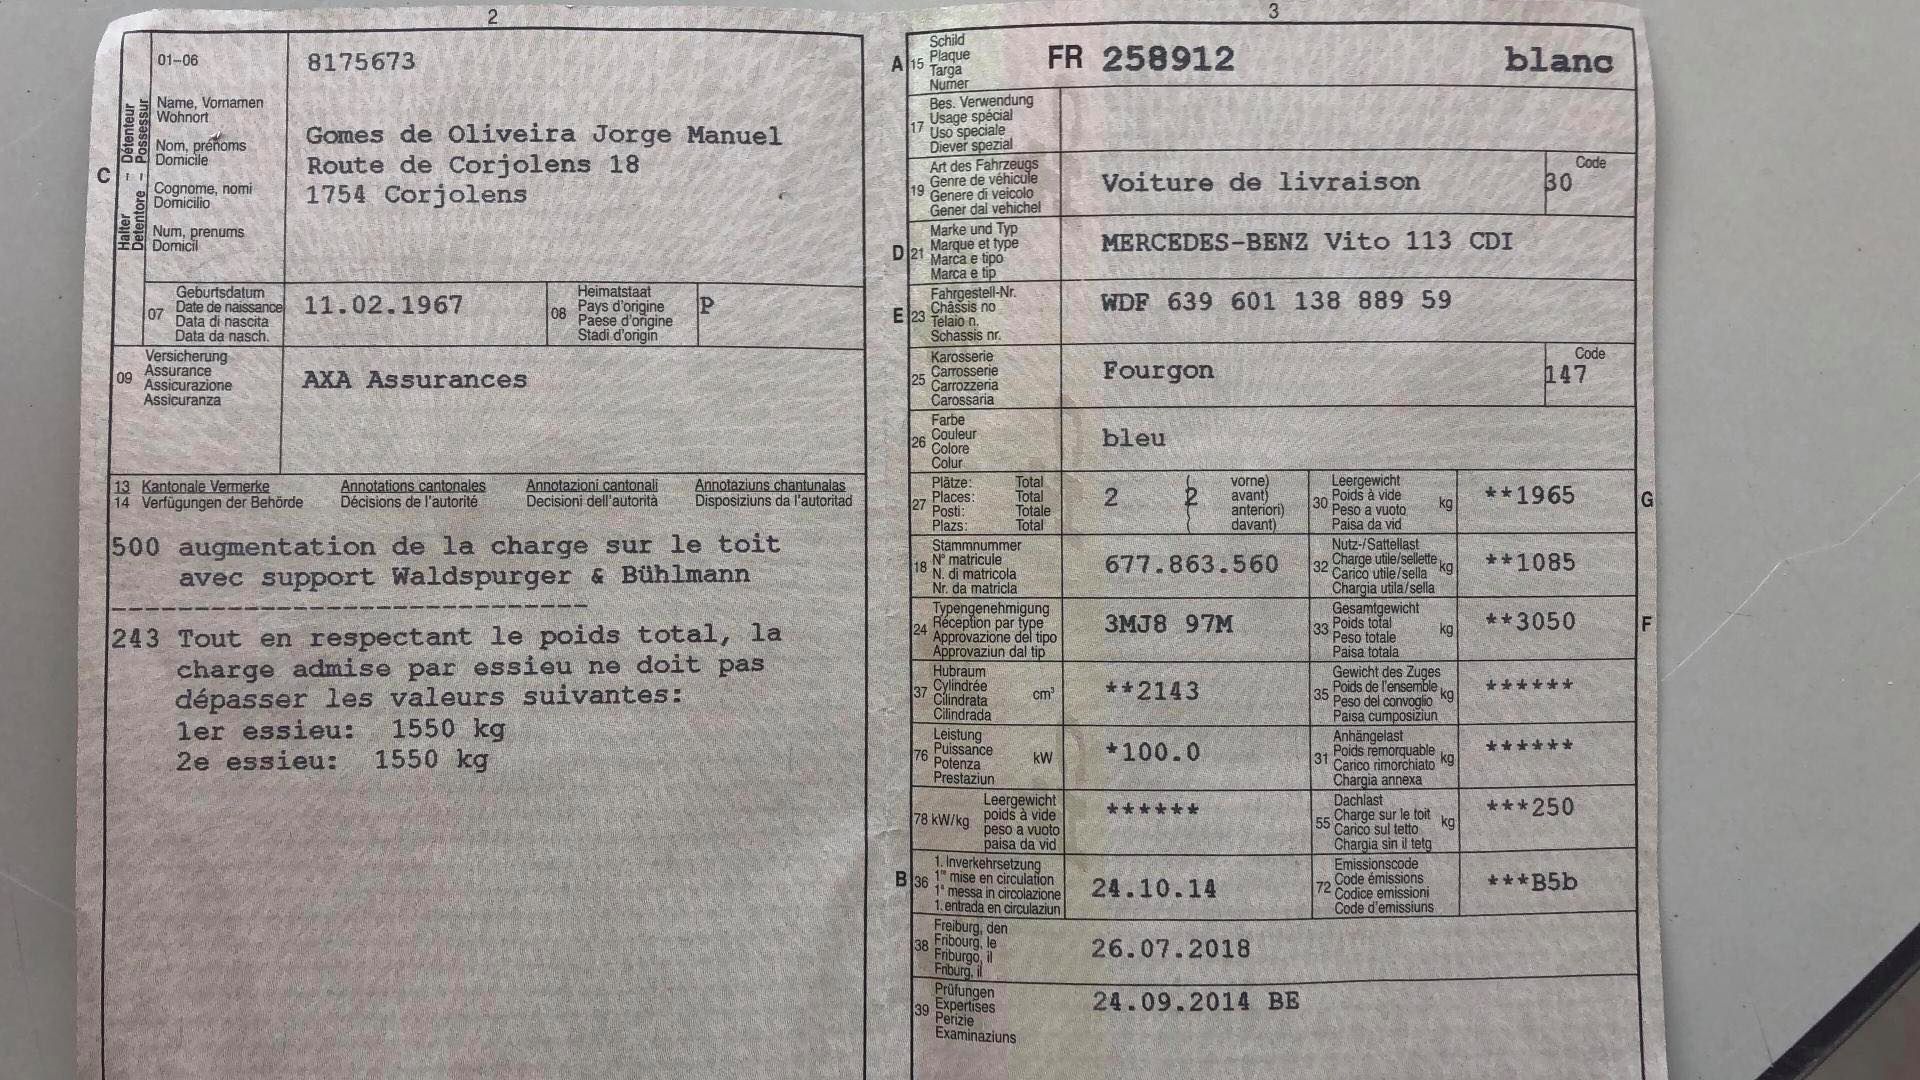 2
01-06
8175673
C
Halter - Détenteur
Detentore - Possessur
Name, Vornamen
Wohnort
Nom, prénoms
Domicile
Cognome, nomi
Domicilio
Num, prenums
Domicil
Gomes de Oliveira Jorge Manuel
Route de Corjolens 18
1754 Corjolens
07
Geburtsdatum
Date de naissance
Data di nascita
Data da nasch.
11.02.1967
08
Heimatstaat
Pays d'origine
Paese d'origine
Stadi d'origin
P
09
Versicherung
Assurance
Assicurazione
Assicuranza
AXA Assurances
13 Kantonale Vermerke Annotations cantonales Annotazioni cantonali Annotaziuns chantunalas
14 Verfügungen der Behörde Décisions de l'autorité Decisioni dell'autorità Disposiziuns da l'autoritad
500 augmentation de la charge sur le toit
avec support Waldspurger & Bühlmann
------------------------------
243 Tout en respectant le poids total, la
charge admise par essieu ne doit pas
dépasser les valeurs suivantes:
1er essieu: 1550 kg
2e essieu: 1550 kg
3
A 15
Schild
Plaque
Targa
Numer
FR 258912 blanc
17
Bes. Verwendung
Usage spécial
Uso speciale
Diever spezial
19
Art des Fahrzeugs
Genre de véhicule
Genere di veicolo
Gener dal vehichel
Voiture de livraison
Code
30
D 21
Marke und Typ
Marque et type
Marca e tipo
Marca e tip
MERCEDES-BENZ Vito 113 CDI
E 23
Fahrgestell-Nr.
Châssis no
Telaio n.
Schassis nr.
WDF 639 601 138 889 59
25
Karosserie
Carrosserie
Carrozzeria
Carossaria
Fourgon
Code
147
26
Farbe
Couleur
Colore
Colur
bleu
27
Plätze: Total
Places: Total
Posti: Totale
Plazs: Total
2
2
vorne)
avant)
anteriori)
davant)
30
Leergewicht
Poids à vide
Peso a vuoto
Paisa da vid
kg
**1965
G
18
Stammnummer
N° matricule
N. di matricola
Nr. da matricla
677.863.560
32
Nutz-/Sattellast
Charge utile/sellette
Carico utile/sella
Chargia utila/sella
kg
**1085
24
Typengenehmigung
Réception par type
Approvazione del tipo
Approvaziun dal tip
3MJ8 97M
33
Gesamtgewicht
Poids total
Peso totale
Paisa totala
kg
**3050
F
37
Hubraum
Cylindrée
Cilindrata
Cilindrada
cm³
**2143
35
Gewicht des Zuges
Poids de l'ensemble
Peso del convoglio
Paisa cumposiziun
kg
******
76
Leistung
Puissance
Potenza
Prestaziun
kW
*100.0
31
Anhängelast
Poids remorquable
Carico rimorchiato
Chargia annexa
kg
******
78 kW/kg
Leergewicht
poids à vide
peso a vuoto
paisa da vid
******
55
Dachlast
Charge sur le toit
Carico sul tetto
Chargia sin il tetg
kg
***250
B 36
1. Inverkehrsetzung
1re mise en circulation
1a messa in circolazione
1. entrada en circulaziun
24.10.14
72
Emissionscode
Code émissions
Codice emissioni
Code d'emissiuns
***B5b
38
Freiburg, den
Fribourg, le
Friburgo, il
Friburg, il
26.07.2018
39
Prüfungen
Expertises
Perizie
Examinaziuns
24.09.2014 BE